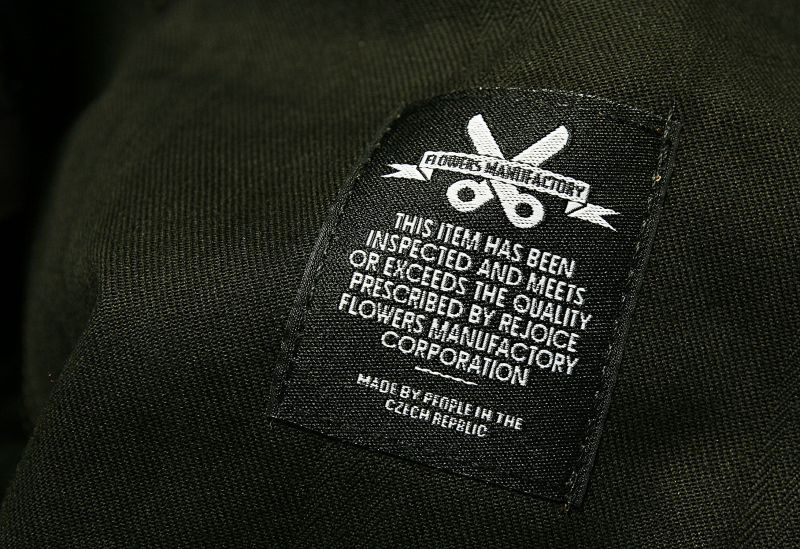 FLOWERS MANUFACTORY
THIS ITEM HAS BEEN
INSPECTED AND MEETS
OR EXCEEDS THE QUALITY
PRESCRIBED BY REJOICE
FLOWERS MANUFACTORY
CORPORATION
MADE BY PEOPLE IN THE
CZECH REPBLIC